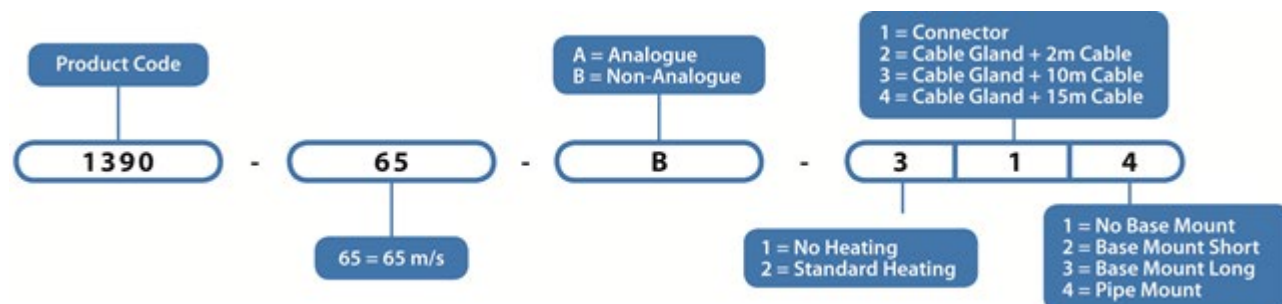 Product Code
A = Analogue
B = Non-Analogue
1 = Connector
2 = Cable Gland + 2m Cable
3 = Cable Gland + 10m Cable
4 = Cable Gland + 15m Cable
1390 - 65 - B - 3 1 4
65 = 65 m/s
1 = No Heating
2 = Standard Heating
1 = No Base Mount
2 = Base Mount Short
3 = Base Mount Long
4 = Pipe Mount